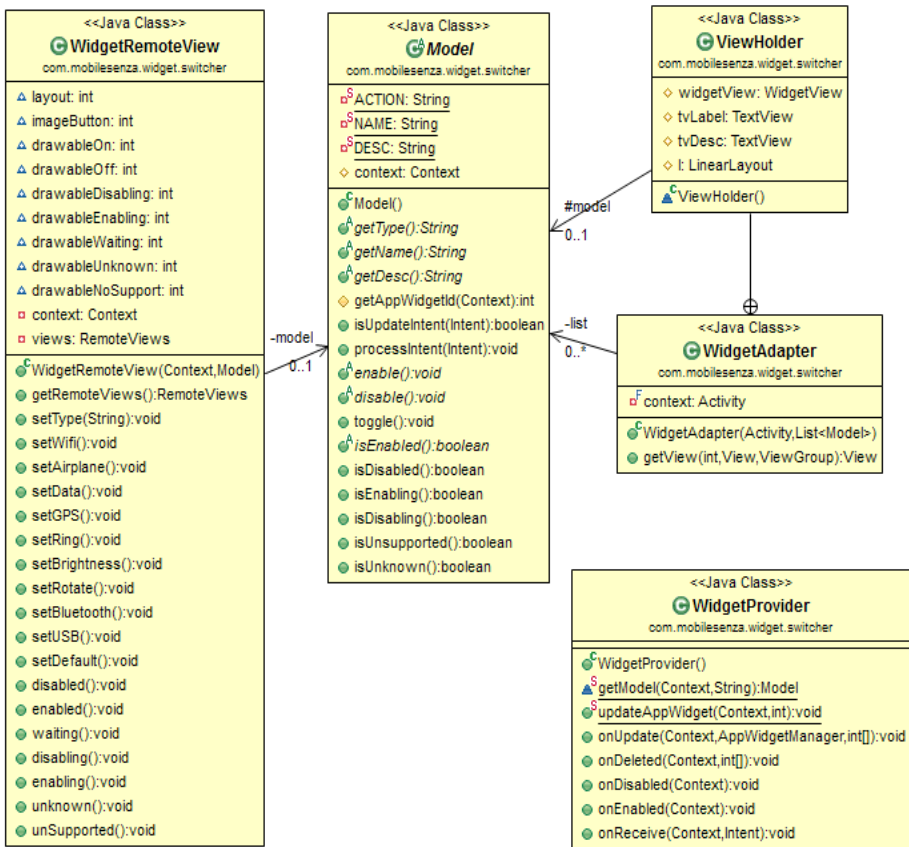 <<Java Class>>
WidgetRemoteView
com.mobilesenza.widget.switcher
layout: int
imageButton: int
drawableOn: int
drawableOff: int
drawableDisabling: int
drawableEnabling: int
drawableWaiting: int
drawableUnknown: int
drawableNoSupport: int
context: Context
views: RemoteViews
WidgetRemoteView(Context,Model)
getRemoteViews():RemoteViews
setType(String):void
setWifi():void
setAirplane():void
setData():void
setGPS():void
setRing():void
setBrightness():void
setRotate():void
setBluetooth():void
setUSB():void
setDefault():void
disabled():void
enabled():void
waiting():void
disabling():void
enabling():void
unknown():void
unSupported():void
-model
0..1
<<Java Class>>
Model
com.mobilesenza.widget.switcher
ACTION: String
NAME: String
DESC: String
context: Context
Model()
getType():String
getName():String
getDesc():String
getAppWidgetId(Context):int
isUpdateIntent(Intent):boolean
processIntent(Intent):void
enable():void
disable():void
toggle():void
isEnabled():boolean
isDisabled():boolean
isEnabling():boolean
isDisabling():boolean
isUnsupported():boolean
isUnknown():boolean
#model
0..1
-list
0..*
<<Java Class>>
ViewHolder
com.mobilesenza.widget.switcher
widgetView: WidgetView
tvLabel: TextView
tvDesc: TextView
l: LinearLayout
ViewHolder()
<<Java Class>>
WidgetAdapter
com.mobilesenza.widget.switcher
context: Activity
WidgetAdapter(Activity,List<Model>)
getView(int,View,ViewGroup):View
<<Java Class>>
WidgetProvider
com.mobilesenza.widget.switcher
WidgetProvider()
getModel(Context,String):Model
updateAppWidget(Context,int):void
onUpdate(Context,AppWidgetManager,int[]):void
onDeleted(Context,int[]):void
onDisabled(Context):void
onEnabled(Context):void
onReceive(Context,Intent):void